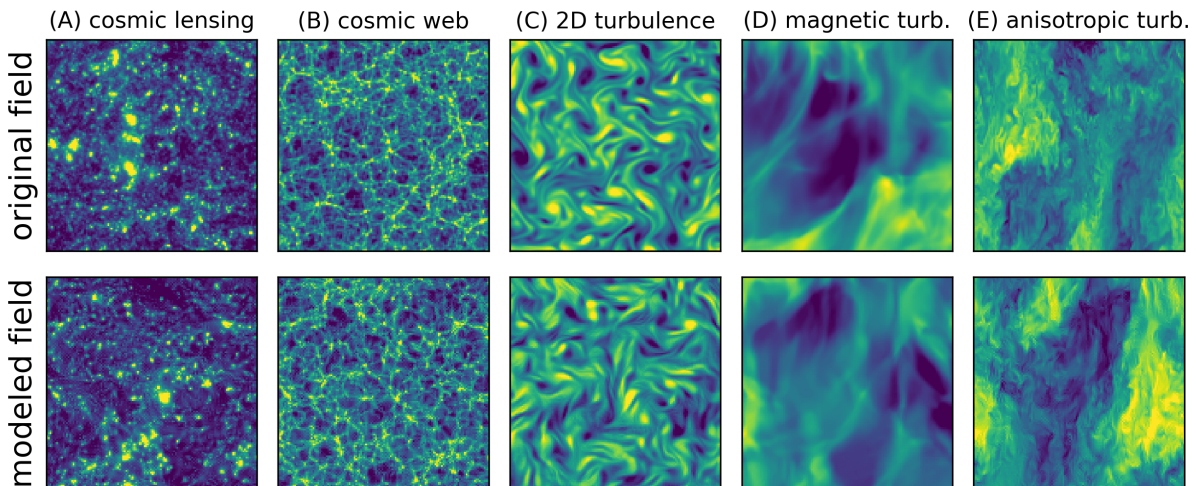 (A) cosmic lensing
(B) cosmic web
(C) 2D turbulence
(D) magnetic turb.
(E) anisotropic turb.
original field
modeled field